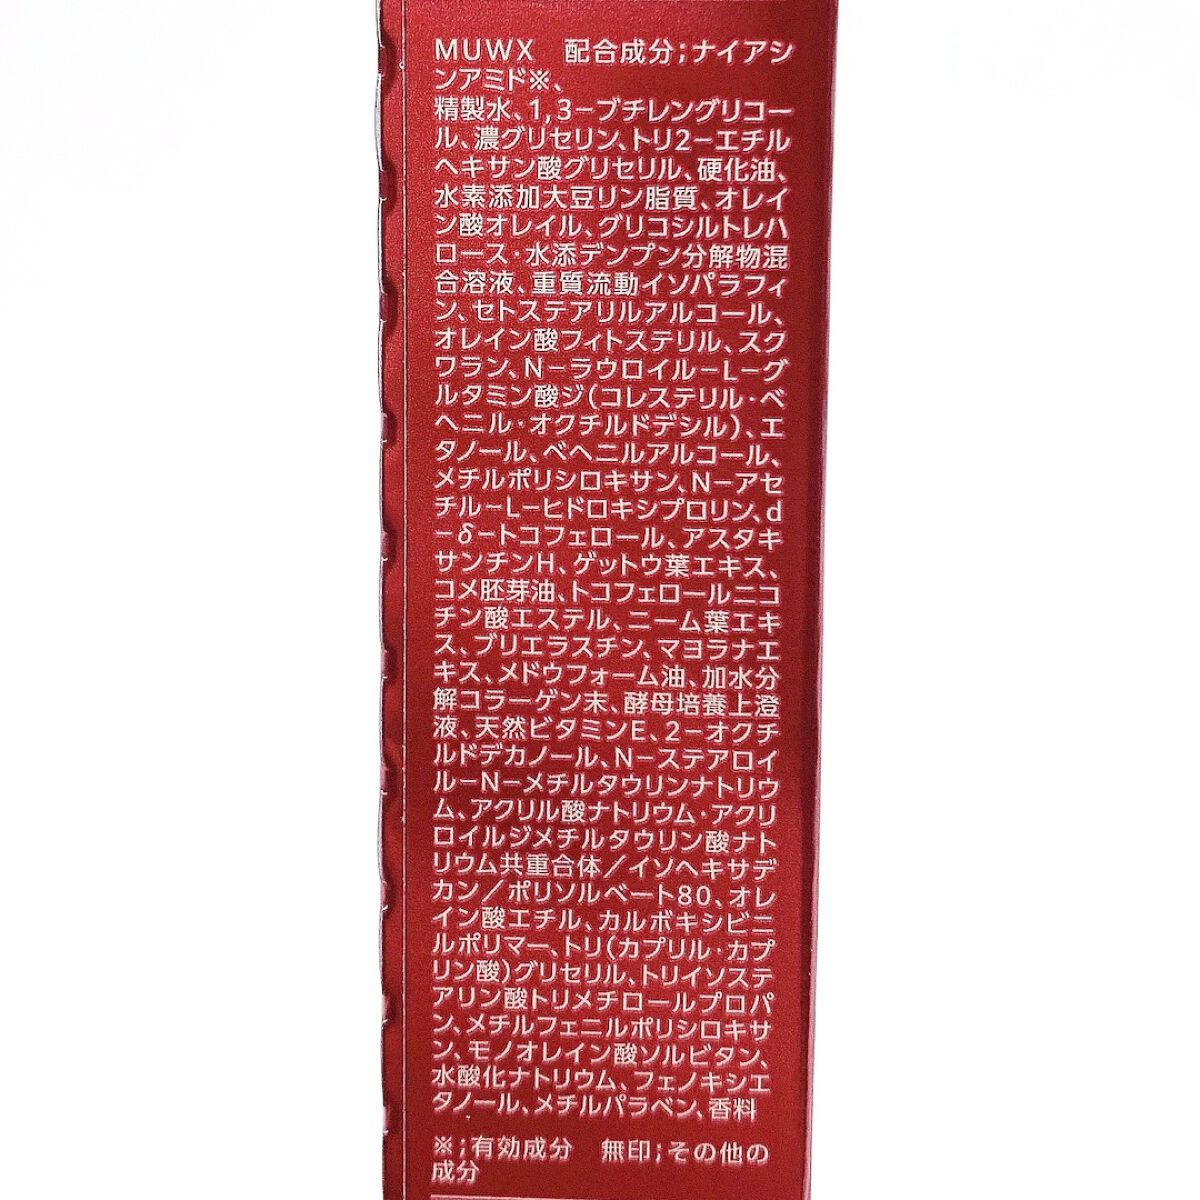 MUWX　配合成分；ナイアシ
ンアミド※、
精製水、1,3−ブチレングリコー
ル、濃グリセリン、トリ2−エチル
ヘキサン酸グリセリル、硬化油、
水素添加大豆リン脂質、オレイ
ン酸オレイル、グリコシルトレハ
ロース・水添デンプン分解物混
合溶液、重質流動イソパラフィ
ン、セトステアリルアルコール、
オレイン酸フィトステリル、スク
ワラン、N−ラウロイル−L−グ
ルタミン酸ジ(コレステリル・ベ
ヘニル・オクチルドデシル)、エ
タノール、ベヘニルアルコール、
メチルポリシロキサン、N−アセ
チル−L−ヒドロキシプロリン、d
−δ−トコフェロール、アスタキ
サンチンH、ゲットウ葉エキス、
コメ胚芽油、トコフェロールニコ
チン酸エステル、ニーム葉エキ
ス、ブリエラスチン、マヨラナエ
キス、メドウフォーム油、加水分
解コラーゲン末、酵母培養上澄
液、天然ビタミンE、2−オクチ
ルドデカノール、N−ステアロイ
ル−N−メチルタウリンナトリウ
ム、アクリル酸ナトリウム・アクリ
ロイルジメチルタウリン酸ナト
リウム共重合体／イソヘキサデ
カン／ポリソルベート80、オレ
イン酸エチル、カルボキシビニ
ルポリマー、トリ(カプリル・カプ
リン酸)グリセリル、トリイソステ
アリン酸トリメチロールプロパ
ン、メチルフェニルポリシロキサ
ン、モノオレイン酸ソルビタン、
水酸化ナトリウム、フェノキシエ
タノール、メチルパラベン、香料
※；有効成分　無印；その他の
成分